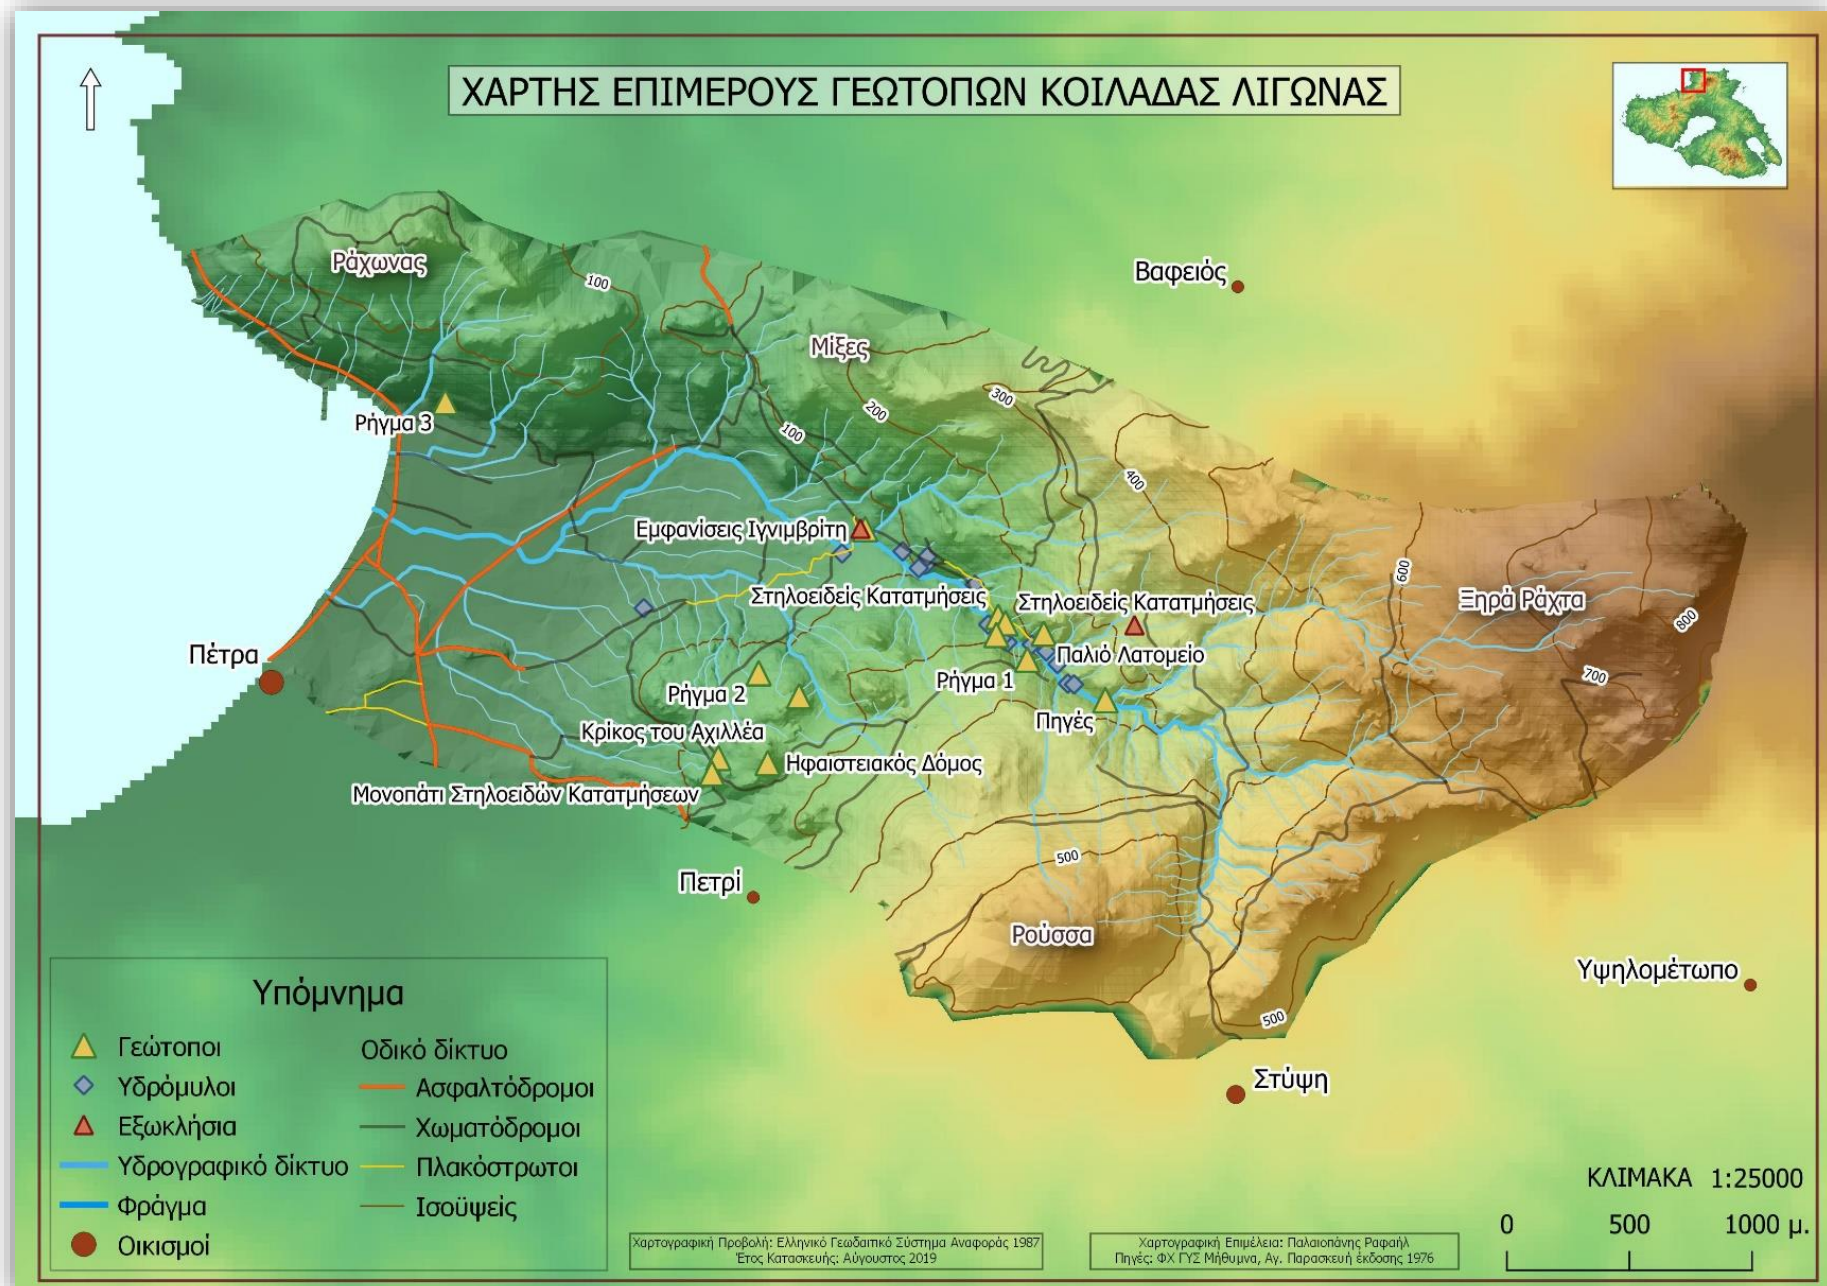 ΧΑΡΤΗΣ ΕΠΙΜΕΡΟΥΣ ΓΕΩΤΟΠΩΝ ΚΟΙΛΑΔΑΣ ΛΙΓΩΝΑΣ
Ράχωνας
Βαφειός
100
Μίξες
300
200
Ρήγμα 3
100
400
Εμφανίσεις Ιγνιμβρίτη
600
Στηλοειδείς Κατατμήσεις
Στηλοειδείς Κατατμήσεις
Ξηρά Ράχτα
800
Πέτρα
Παλιό Λατομείο
Ρήγμα 2
Ρήγμα 1
700
Πηγές
Κρίκος του Αχιλλέα
Ηφαιστειακός Δόμος
Μονοπάτι Στηλοειδών Κατατμήσεων
500
Πετρί
Ρούσσα
Υψηλομέτωπο
500
Στύψη
Υπόμνημα
Γεώτοποι
Υδρόμυλοι
Εξωκλήσια
Υδρογραφικό δίκτυο
Φράγμα
Οικισμοί
Οδικό δίκτυο
Ασφαλτόδρομοι
Χωματόδρομοι
Πλακόστρωτοι
Ισοϋψείς
Χαρτογραφική Προβολή: Ελληνικό Γεωδαιτικό Σύστημα Αναφοράς 1987
Έτος Κατασκευής: Αύγουστος 2019
Χαρτογραφική Επιμέλεια: Παλαιοπάνης Ραφαήλ
Πηγές: ΦΧ ΓΥΣ Μήθυμνα, Αγ. Παρασκευή έκδοσης 1976
ΚΛΙΜΑΚΑ 1:25000
0 500 1000 μ.